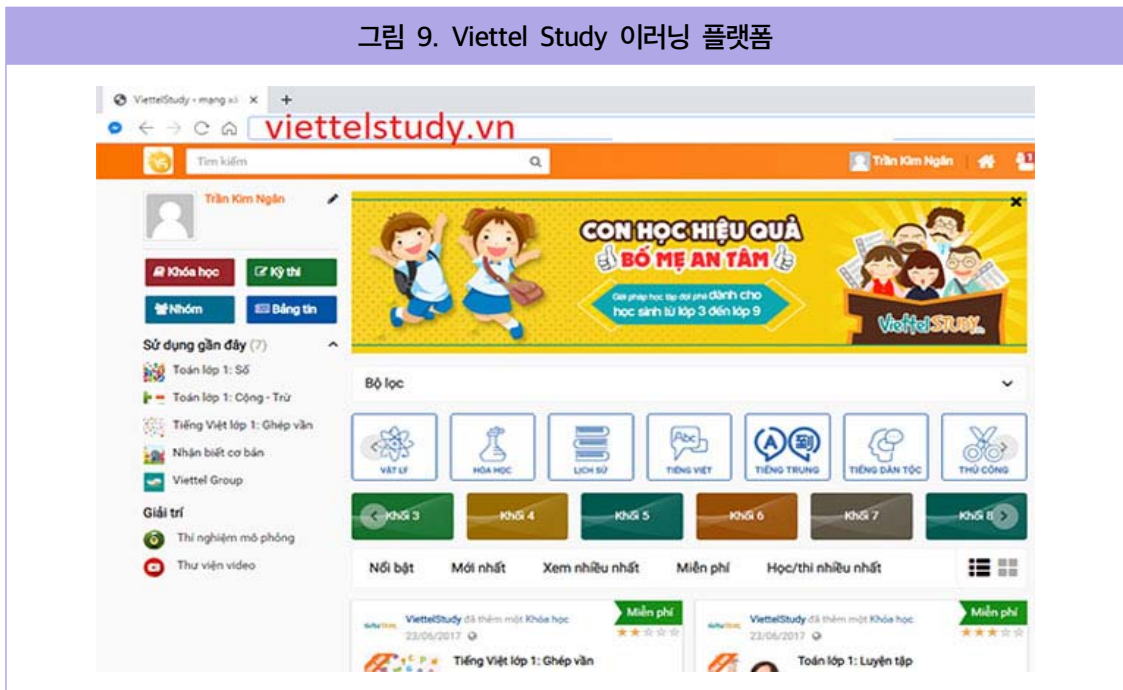 그림 9. Viettel Study 이러닝 플랫폼
ViettelStudy - mạng xã
viettelstudy.vn
Tìm kiếm
Trần Kim Ngân
1
Trần Kim Ngân
Khóa học
Kỳ thi
Nhóm
Bảng tin
Sử dụng gần đây (7)
Toán lớp 1: Số
Toán lớp 1: Cộng - Trừ
Tiếng Việt lớp 1: Ghép vần
Nhận biết cơ bản
Viettel Group
Giải trí
Thí nghiệm mô phỏng
Thư viện video
CON HỌC HIỆU QUẢ
BỐ MẸ AN TÂM
Giải pháp học tập đột phá dành cho
học sinh từ lớp 3 đến lớp 9
ViettelSTUDY
Bộ lọc
VẬT LÝ
HÓA HỌC
LỊCH SỬ
Abc
TIẾNG VIỆT
A
TIẾNG TRUNG
TIẾNG DÂN TỘC
THỦ CÔNG
Khối 3
Khối 4
Khối 5
Khối 6
Khối 7
Khối 8
Nổi bật
Mới nhất
Xem nhiều nhất
Miễn phí
Học/thi nhiều nhất
ViettelStudy đã thêm một Khóa học
23/06/2017
Miễn phí
Tiếng Việt lớp 1: Ghép vần
ViettelStudy đã thêm một Khóa học
23/06/2017
Miễn phí
Toán lớp 1: Luyện tập